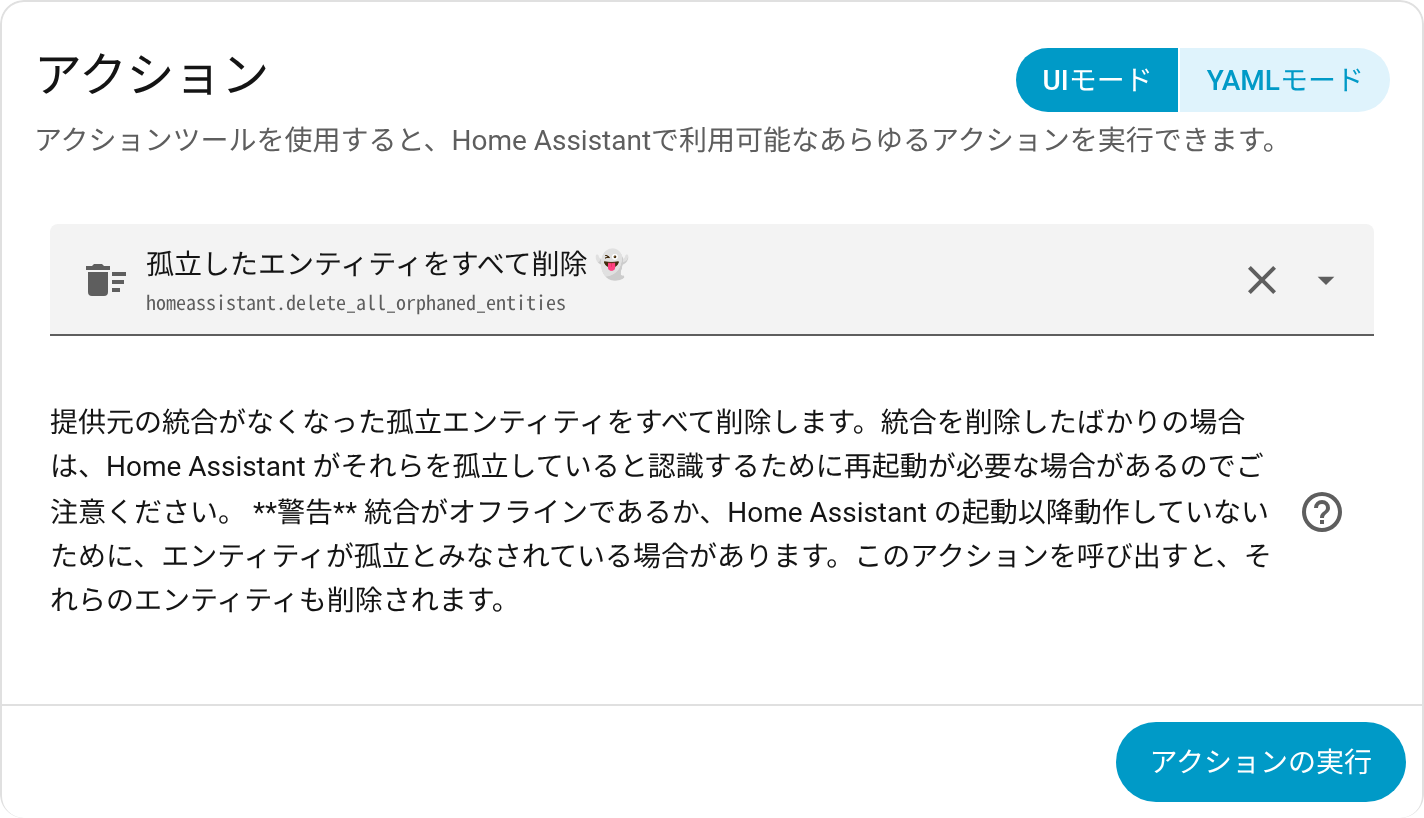 アクション
UIモード
YAMLモード
アクションツールを使用すると、Home Assistantで利用可能なあらゆるアクションを実行できます。
孤立したエンティティをすべて削除 👻
homeassistant.delete_all_orphaned_entities
提供元の統合がなくなった孤立エンティティをすべて削除します。統合を削除したばかりの場合
は、Home Assistant がそれらを孤立していると認識するために再起動が必要な場合があるのでご
注意ください。 **警告** 統合がオフラインであるか、Home Assistant の起動以降動作していない
ために、エンティティが孤立とみなされている場合があります。このアクションを呼び出すと、そ
れらのエンティティも削除されます。
アクションの実行